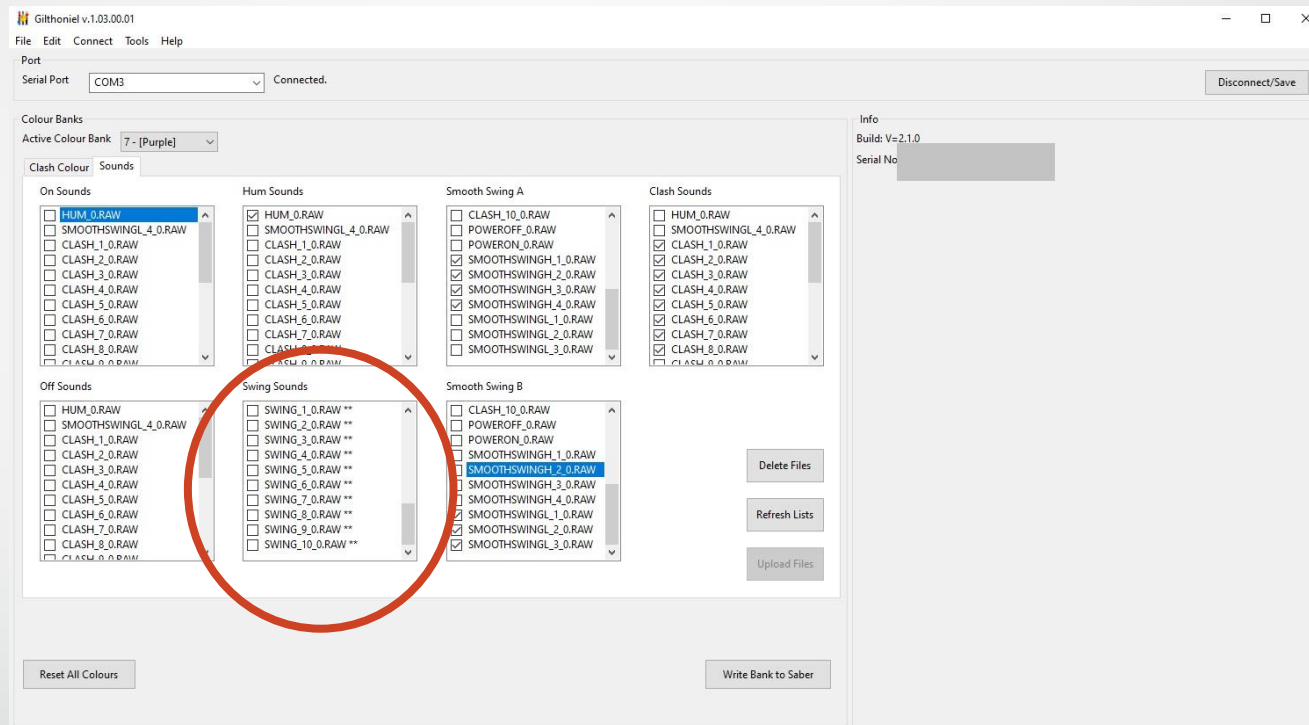 Gilthoniel v.1.03.00.01
File Edit Connect Tools Help
Port
Serial Port COM3 Connected. Disconnect/Save
Colour Banks
Active Colour Bank 7 - [Purple]
Clash Colour Sounds
On Sounds
HUM_0.RAW
SMOOTHSWINGL_4_0.RAW
CLASH_1_0.RAW
CLASH_2_0.RAW
CLASH_3_0.RAW
CLASH_4_0.RAW
CLASH_5_0.RAW
CLASH_6_0.RAW
CLASH_7_0.RAW
CLASH_8_0.RAW
CLASH_9_0.RAW
Hum Sounds
HUM_0.RAW
SMOOTHSWINGL_4_0.RAW
CLASH_1_0.RAW
CLASH_2_0.RAW
CLASH_3_0.RAW
CLASH_4_0.RAW
CLASH_5_0.RAW
CLASH_6_0.RAW
CLASH_7_0.RAW
CLASH_8_0.RAW
CLASH_9_0.RAW
Smooth Swing A
CLASH_10_0.RAW
POWEROFF_0.RAW
POWERON_0.RAW
SMOOTHSWINGH_1_0.RAW
SMOOTHSWINGH_2_0.RAW
SMOOTHSWINGH_3_0.RAW
SMOOTHSWINGH_4_0.RAW
SMOOTHSWINGL_1_0.RAW
SMOOTHSWINGL_2_0.RAW
SMOOTHSWINGL_3_0.RAW
Clash Sounds
HUM_0.RAW
SMOOTHSWINGL_4_0.RAW
CLASH_1_0.RAW
CLASH_2_0.RAW
CLASH_3_0.RAW
CLASH_4_0.RAW
CLASH_5_0.RAW
CLASH_6_0.RAW
CLASH_7_0.RAW
CLASH_8_0.RAW
CLASH_9_0.RAW
Off Sounds
HUM_0.RAW
SMOOTHSWINGL_4_0.RAW
CLASH_1_0.RAW
CLASH_2_0.RAW
CLASH_3_0.RAW
CLASH_4_0.RAW
CLASH_5_0.RAW
CLASH_6_0.RAW
CLASH_7_0.RAW
CLASH_8_0.RAW
CLASH_9_0.RAW
Swing Sounds
SWING_1_0.RAW **
SWING_2_0.RAW **
SWING_3_0.RAW **
SWING_4_0.RAW **
SWING_5_0.RAW **
SWING_6_0.RAW **
SWING_7_0.RAW **
SWING_8_0.RAW **
SWING_9_0.RAW **
SWING_10_0.RAW **
Smooth Swing B
CLASH_10_0.RAW
POWEROFF_0.RAW
POWERON_0.RAW
SMOOTHSWINGH_1_0.RAW
SMOOTHSWINGH_2_0.RAW
SMOOTHSWINGH_3_0.RAW
SMOOTHSWINGH_4_0.RAW
SMOOTHSWINGL_1_0.RAW
SMOOTHSWINGL_2_0.RAW
SMOOTHSWINGL_3_0.RAW
Delete Files
Refresh Lists
Upload Files
Reset All Colours
Write Bank to Saber
Info
Build: V=2.1.0
Serial No